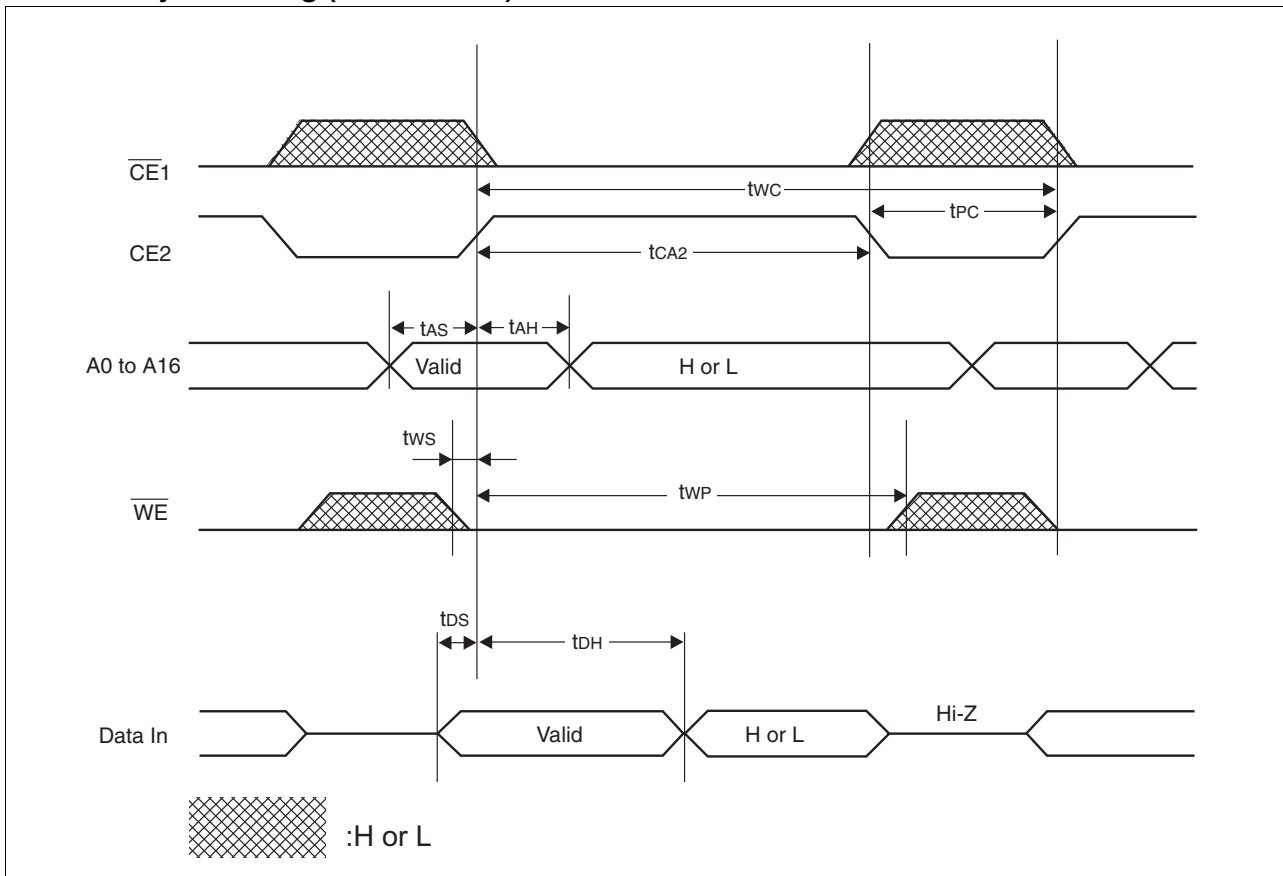 CE1
tWC
tPC
CE2
tCA2
tAS
tAH
A0 to A16
Valid
H or L
tWS
tWP
WE
tDS
tDH
Hi-Z
Data In
Valid
H or L
:H or L